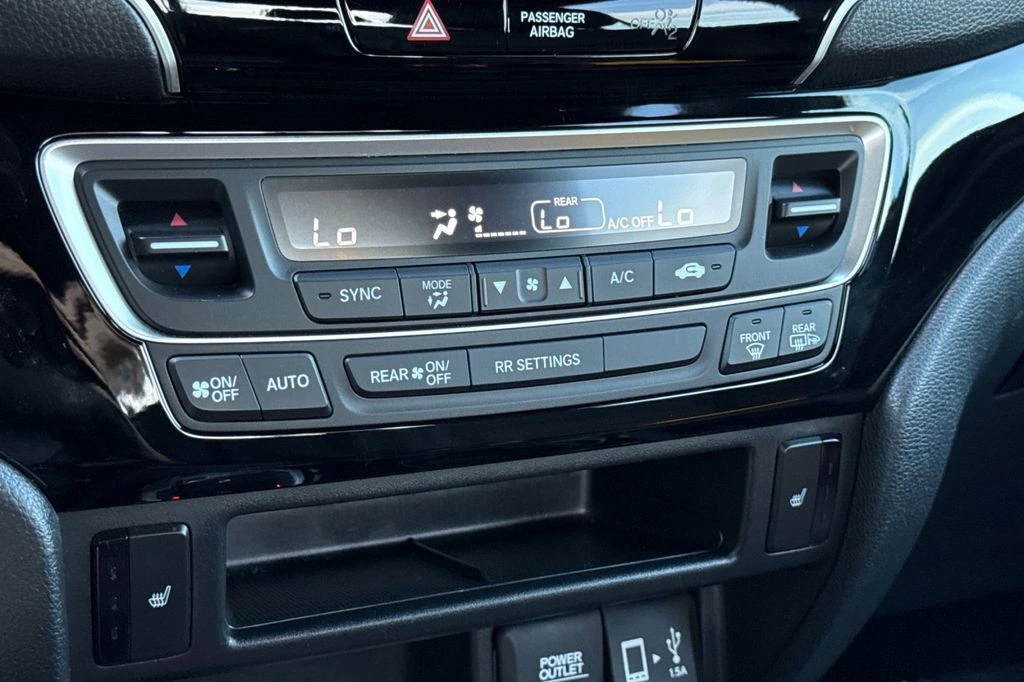 PASSENGER
AIRBAG
OFF
2
REAR
Lo
Lo
A/C OFF
Lo
SYNC
MODE
A/C
ON/
OFF
AUTO
REAR
ON/
OFF
RR SETTINGS
FRONT
REAR
POWER
OUTLET
1.5A